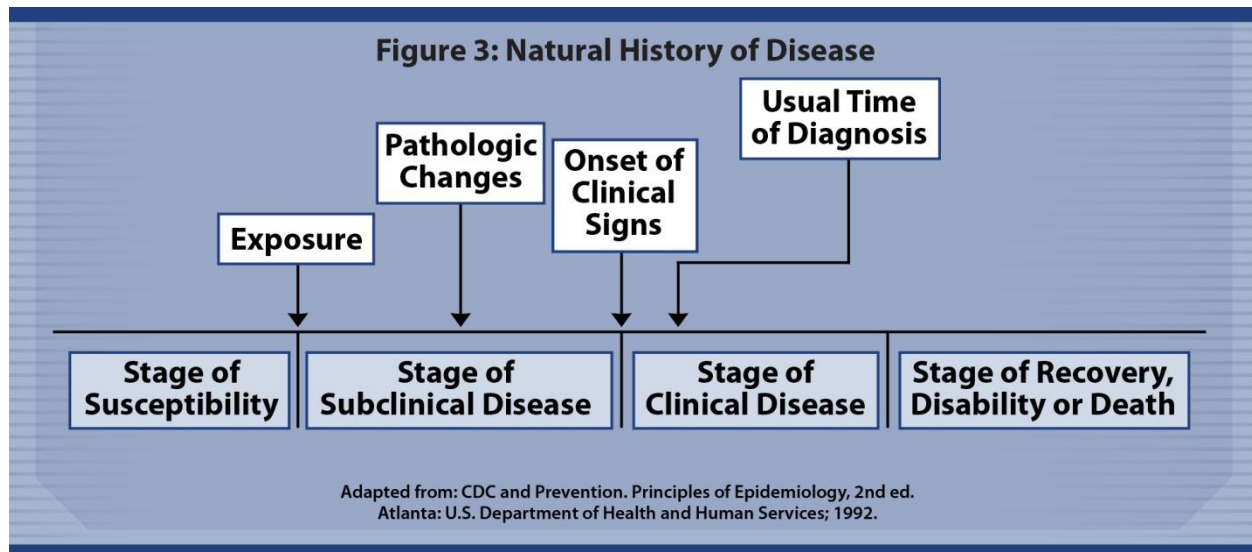 Figure 3: Natural History of Disease
Usual Time
of Diagnosis
Pathologic
Changes
Onset of
Clinical
Signs
Exposure
Stage of
Susceptibility
Stage of
Subclinical Disease
Stage of
Clinical Disease
Stage of Recovery,
Disability or Death
Adapted from: CDC and Prevention. Principles of Epidemiology, 2nd ed.
Atlanta: U.S. Department of Health and Human Services; 1992.